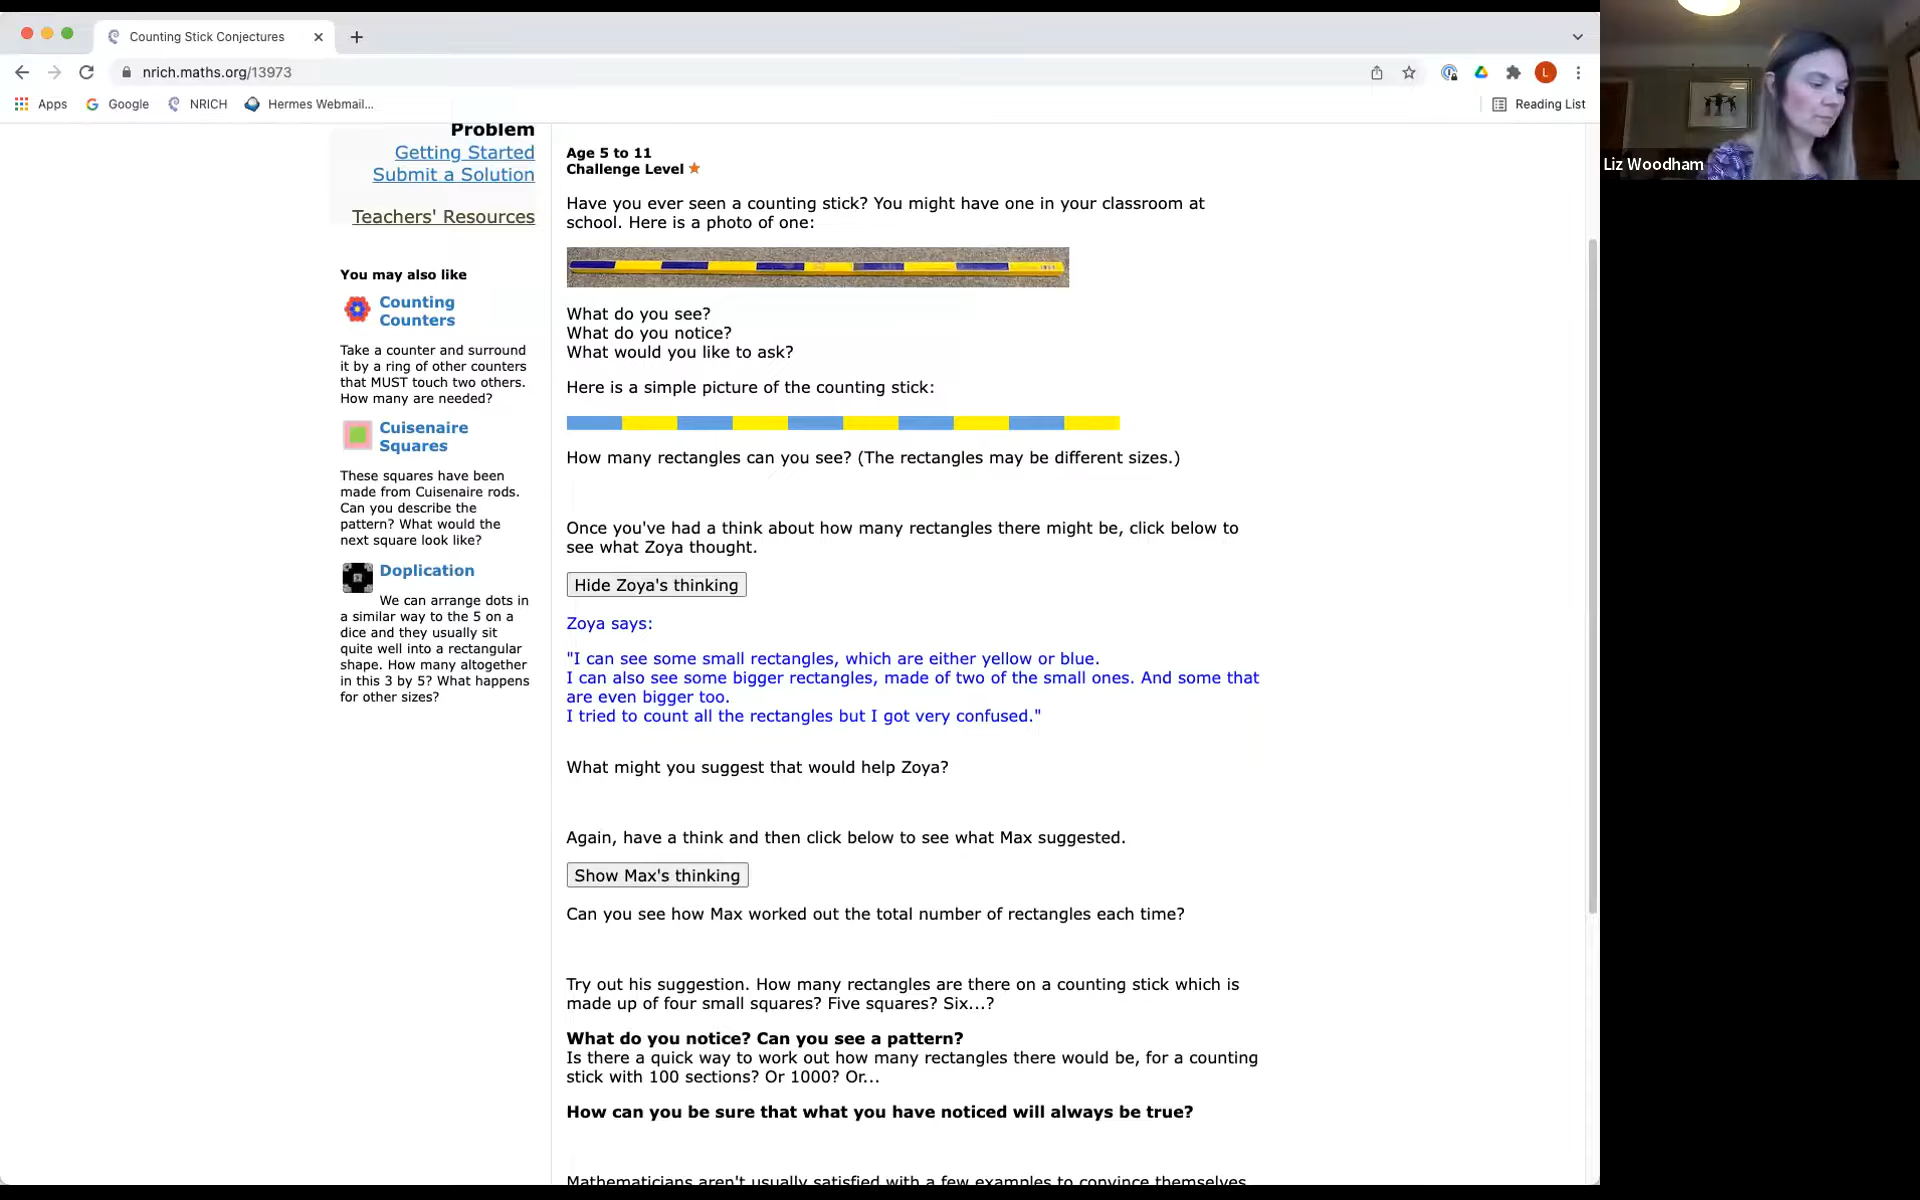 Counting Stick Conjectures
nrich.maths.org/13973
L
Apps Google NRICH Hermes Webmail... Reading List
Liz Woodham
Problem
Getting Started
Submit a Solution
Teachers' Resources
You may also like
Counting
Counters
Take a counter and surround
it by a ring of other counters
that MUST touch two others.
How many are needed?
Cuisenaire
Squares
These squares have been
made from Cuisenaire rods.
Can you describe the
pattern? What would the
next square look like?
Doplication
We can arrange dots in
a similar way to the 5 on a
dice and they usually sit
quite well into a rectangular
shape. How many altogether
in this 3 by 5? What happens
for other sizes?
Age 5 to 11
Challenge Level
Have you ever seen a counting stick? You might have one in your classroom at
school. Here is a photo of one:
What do you see?
What do you notice?
What would you like to ask?
Here is a simple picture of the counting stick:
How many rectangles can you see? (The rectangles may be different sizes.)
Once you've had a think about how many rectangles there might be, click below to
see what Zoya thought.
Hide Zoya's thinking
Zoya says:
"I can see some small rectangles, which are either yellow or blue.
I can also see some bigger rectangles, made of two of the small ones. And some that
are even bigger too.
I tried to count all the rectangles but I got very confused."
What might you suggest that would help Zoya?
Again, have a think and then click below to see what Max suggested.
Show Max's thinking
Can you see how Max worked out the total number of rectangles each time?
Try out his suggestion. How many rectangles are there on a counting stick which is
made up of four small squares? Five squares? Six...?
What do you notice? Can you see a pattern?
Is there a quick way to work out how many rectangles there would be, for a counting
stick with 100 sections? Or 1000? Or...
How can you be sure that what you have noticed will always be true?
Mathematicians aren't usually satisfied with a few examples to convince themselves